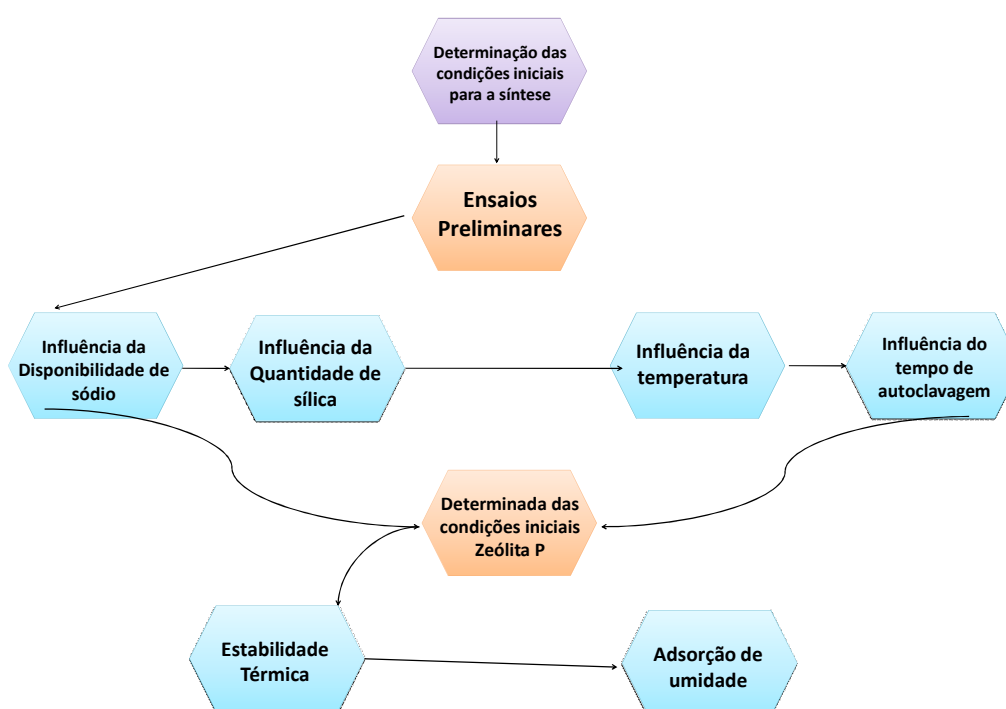 Determinação das
condições iniciais
para a síntese
Ensaios
Preliminares
Influência da
Disponibilidade de
sódio
Influência da
Quantidade de
sílica
Influência da
temperatura
Influência do
tempo de
autoclavagem
Determinada das
condições iniciais
Zeólita P
Estabilidade
Térmica
Adsorção de
umidade